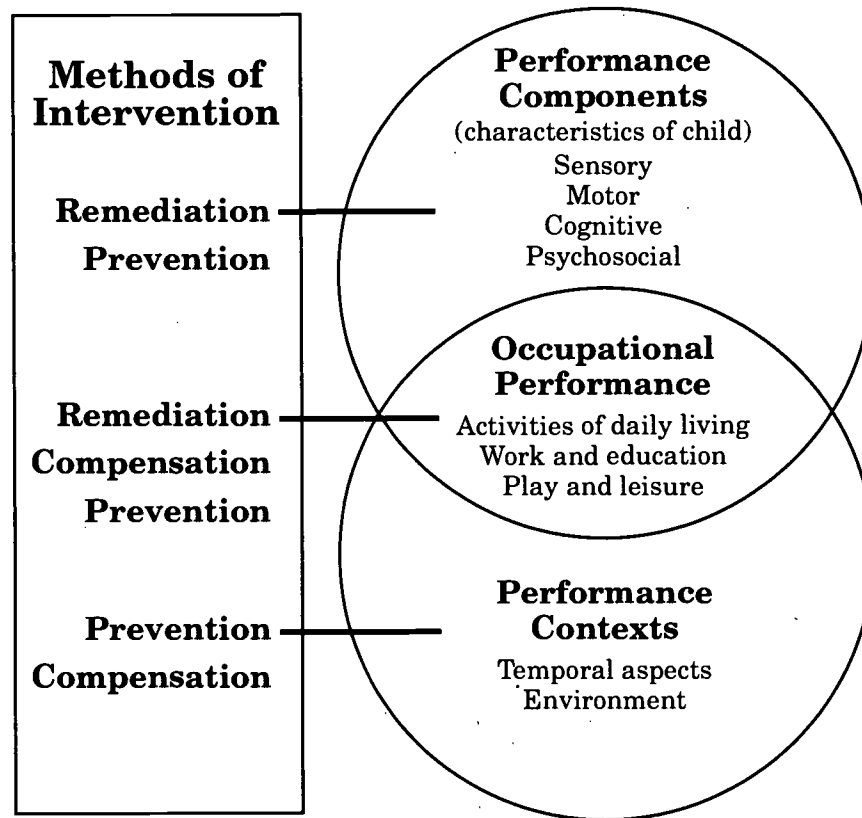 Methods of
Intervention
Remediation
Prevention
Remediation
Compensation
Prevention
Prevention
Compensation
Performance
Components
(characteristics of child)
Sensory
Motor
Cognitive
Psychosocial
Occupational
Performance
Activities of daily living
Work and education
Play and leisure
Performance
Contexts
Temporal aspects
Environment